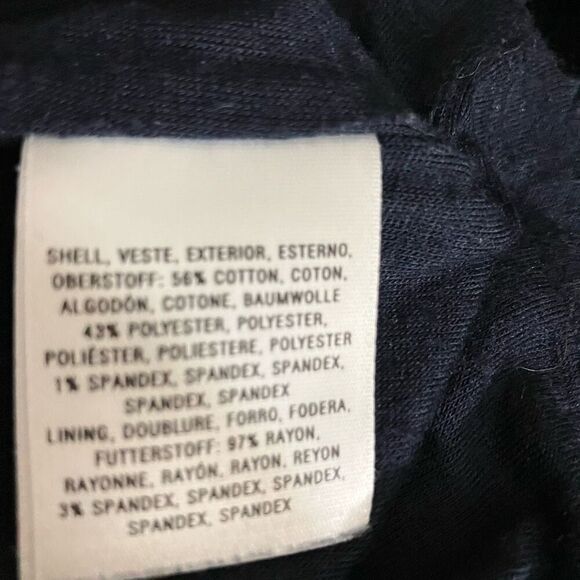 SHELL, VESTE, EXTERIOR, ESTERNO,
OBERSTOFF: 56% COTTON, COTON,
ALGODÓN, COTONE, BAUMWOLLE
43% POLYESTER, POLYESTER,
POLIÉSTER, POLIESTERE, POLYESTER
1% SPANDEX, SPANDEX, SPANDEX,
SPANDEX, SPANDEX
LINING, DOUBLURE, FORRO, FODERA,
FUTTERSTOFF: 97% RAYON,
RAYONNE, RAYÓN, RAYON, REYON
3% SPANDEX, SPANDEX, SPANDEX,
SPANDEX, SPANDEX